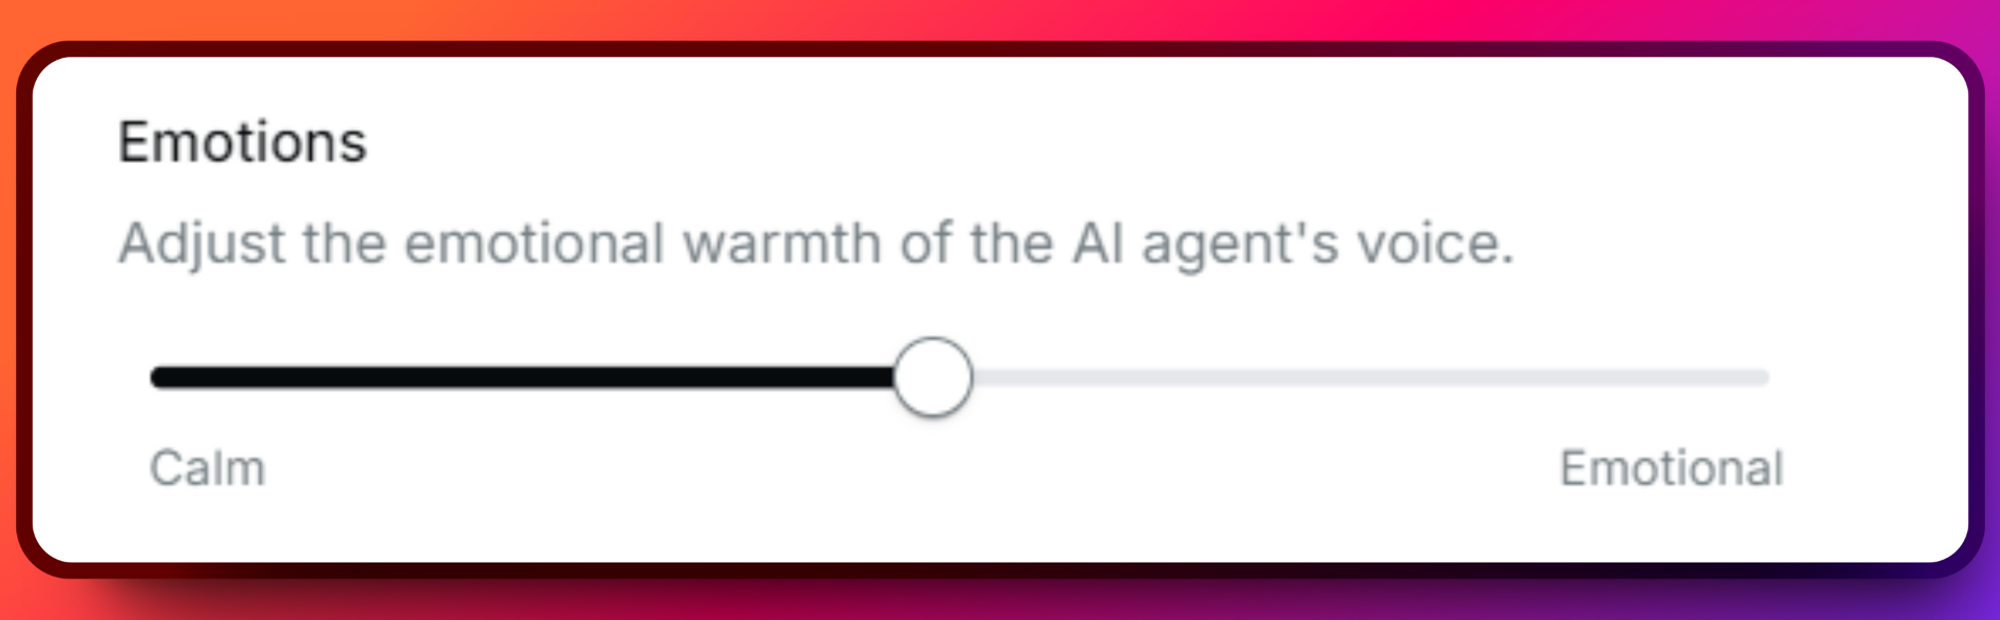 Emotions
Adjust the emotional warmth of the AI agent's voice.
Calm
Emotional